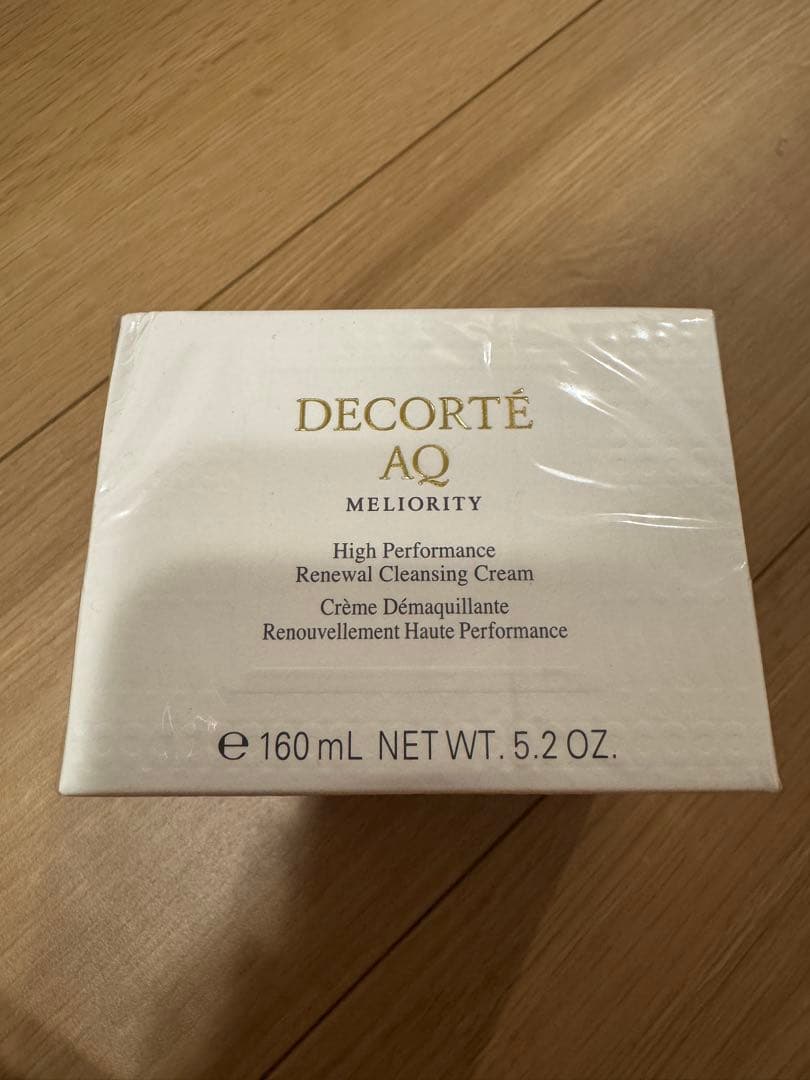 DECORTÉ
AQ
MELIORITY
High Performance
Renewal Cleansing Cream
Crème Démaquillante
Renouvellement Haute Performance
℮ 160 mL NET WT. 5.2 OZ.